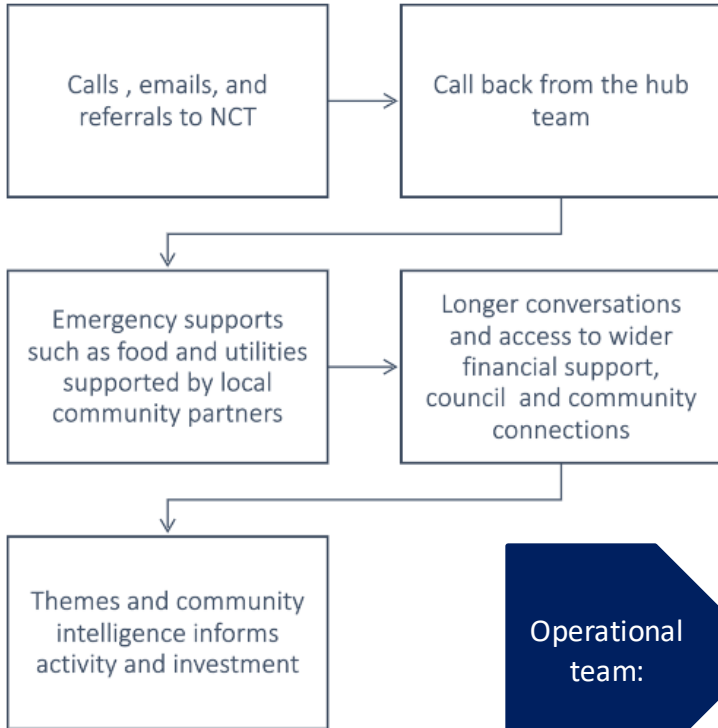 Calls , emails, and
referrals to NCT
Call back from the hub
team
Emergency supports
such as food and utilities
supported by local
community partners
Longer conversations
and access to wider
financial support,
council  and community
connections
Themes and community
intelligence informs
activity and investment
Operational
team: